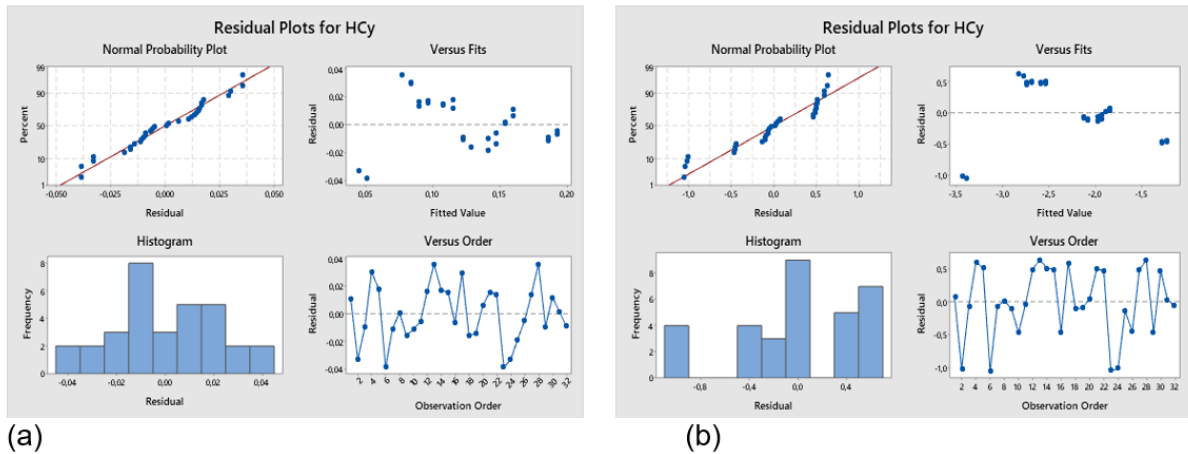 Residual Plots for HCy
Normal Probability Plot
99
90
50
10
1
Percent
-0,050 -0,025 0,000 0,025 0,050
Residual
Versus Fits
0,04
0,02
0,00
-0,02
-0,04
Residual
0,05 0,10 0,15 0,20
Fitted Value
Histogram
8
6
4
2
0
Frequency
-0,04 -0,02 0,00 0,02 0,04
Residual
Versus Order
0,04
0,02
0,00
-0,02
-0,04
Residual
2 4 6 8 10 12 14 16 18 20 22 24 26 28 30 32
Observation Order
(a)
Residual Plots for HCy
Normal Probability Plot
99
90
50
10
1
Percent
-1,0 -0,5 0,0 0,5 1,0
Residual
Versus Fits
0,5
0,0
-0,5
-1,0
Residual
-3,5 -3,0 -2,5 -2,0 -1,5
Fitted Value
Histogram
8
6
4
2
0
Frequency
-0,8 -0,4 0,0 0,4
Residual
Versus Order
0,5
0,0
-0,5
-1,0
Residual
2 4 6 8 10 12 14 16 18 20 22 24 26 28 30 32
Observation Order
(b)